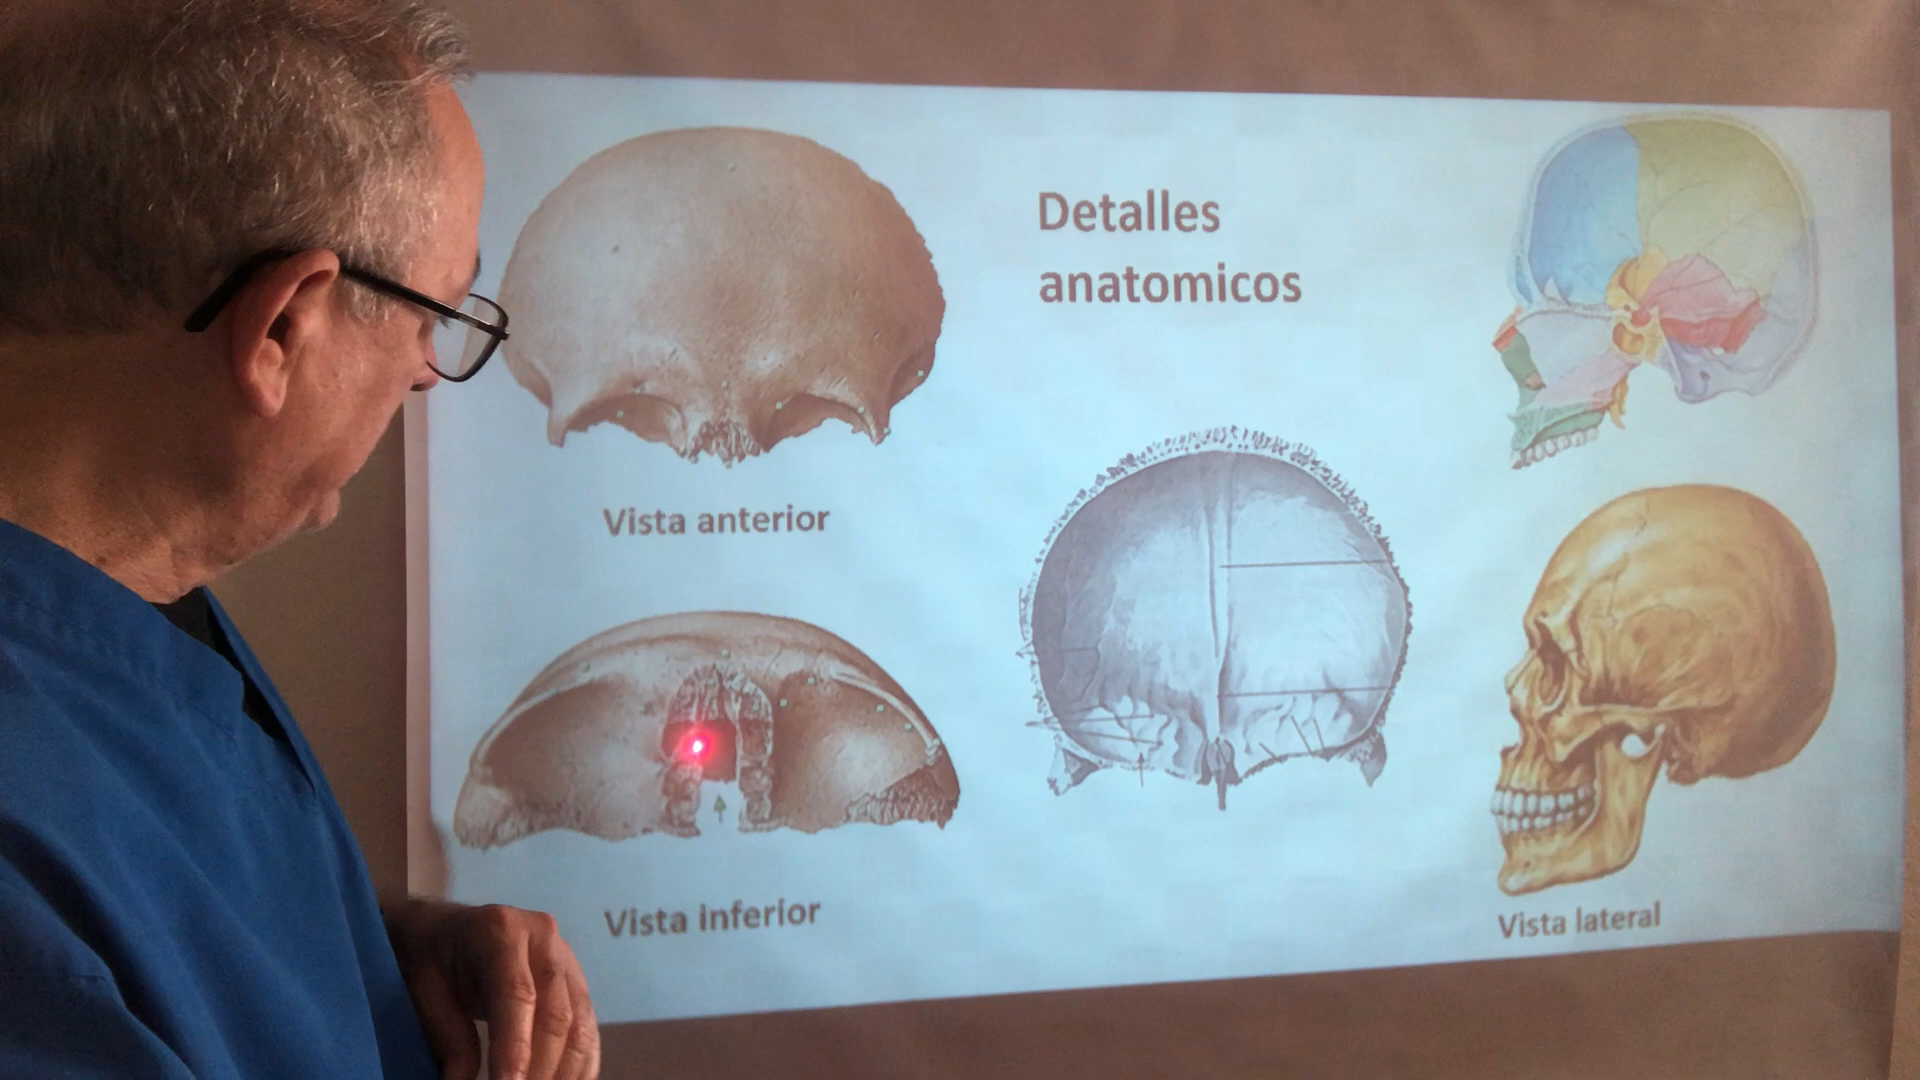 Detalles
anatomicos
Vista anterior
Vista inferior
Vista lateral